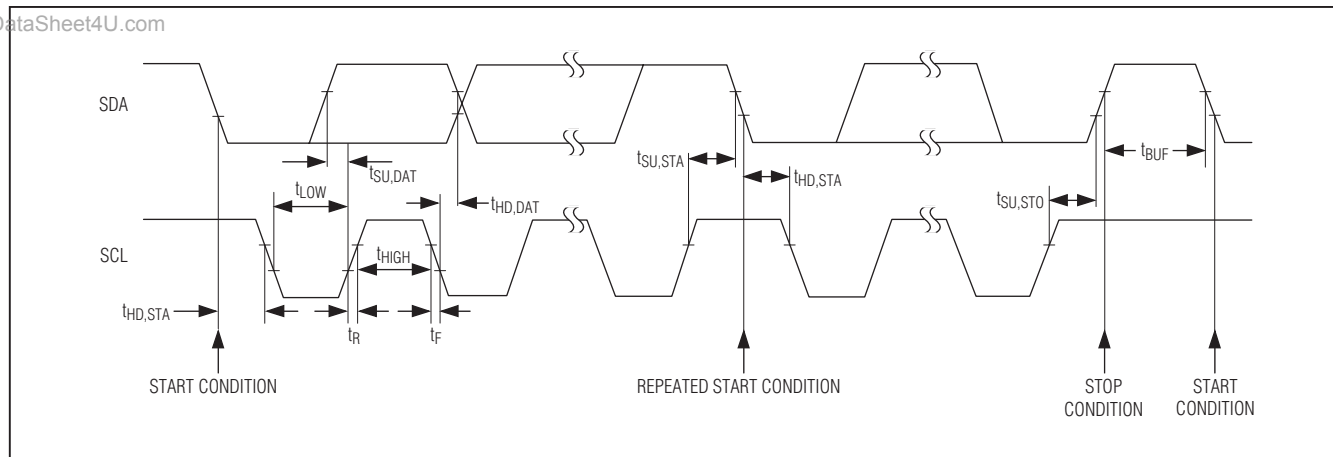 DataSheet4U.com
SDA
tSU,DAT
tLOW
tHD,DAT
tSU,STA
tHD,STA
tBUF
tSU,STO
SCL
tHIGH
tHD,STA
tR
tF
START CONDITION
REPEATED START CONDITION
STOP
CONDITION
START
CONDITION